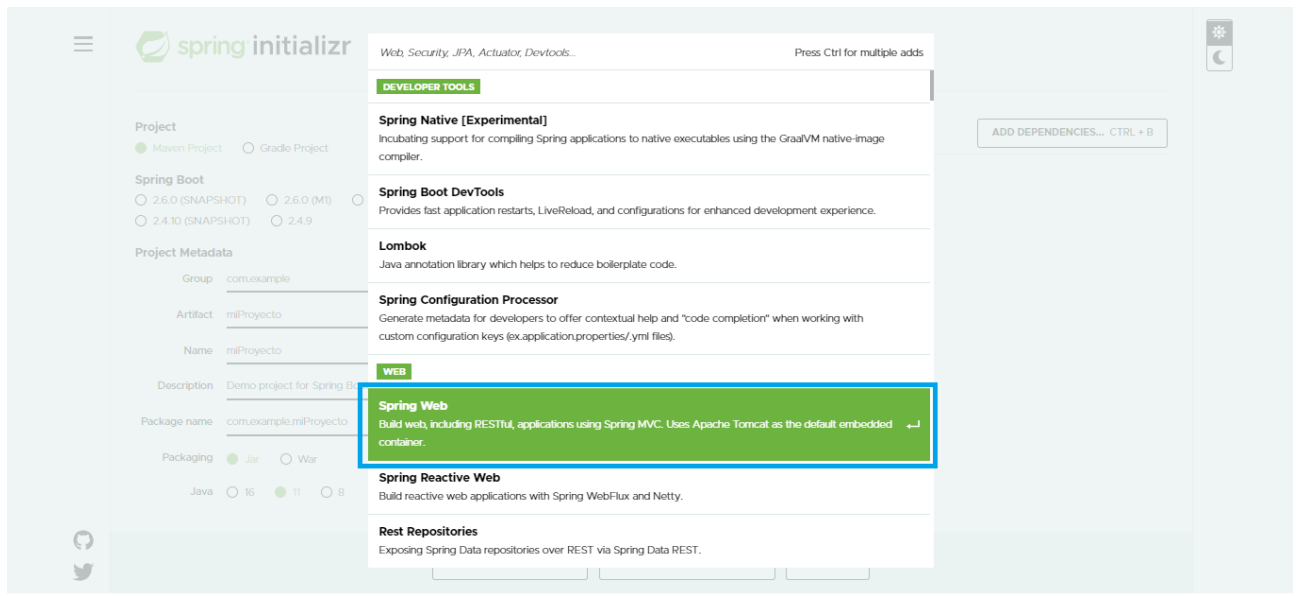 spring initializr
Web, Security, JPA, Actuator, Devtools...
Press Ctrl for multiple adds
DEVELOPER TOOLS
Spring Native [Experimental]
Incubating support for compiling Spring applications to native executables using the GraalVM native-image
compiler.
Spring Boot DevTools
Provides fast application restarts, LiveReload, and configurations for enhanced development experience.
Lombok
Java annotation library which helps to reduce boilerplate code.
Spring Configuration Processor
Generate metadata for developers to offer contextual help and "code completion" when working with
custom configuration keys (ex.application.properties/.yml files).
WEB
Spring Web
Build web, including RESTful, applications using Spring MVC. Uses Apache Tomcat as the default embedded
container.
Spring Reactive Web
Build reactive web applications with Spring WebFlux and Netty.
Rest Repositories
Exposing Spring Data repositories over REST via Spring Data REST.
Project
Maven Project Gradle Project
Spring Boot
2.6.0 (SNAPSHOT) 2.6.0 (M1)
2.4.10 (SNAPSHOT) 2.4.9
Project Metadata
Group com.example
Artifact miProyecto
Name miProyecto
Description Demo project for Spring Bo
Package name com.example.miProyecto
Packaging Jar War
Java 16 11 8
ADD DEPENDENCIES... CTRL + B